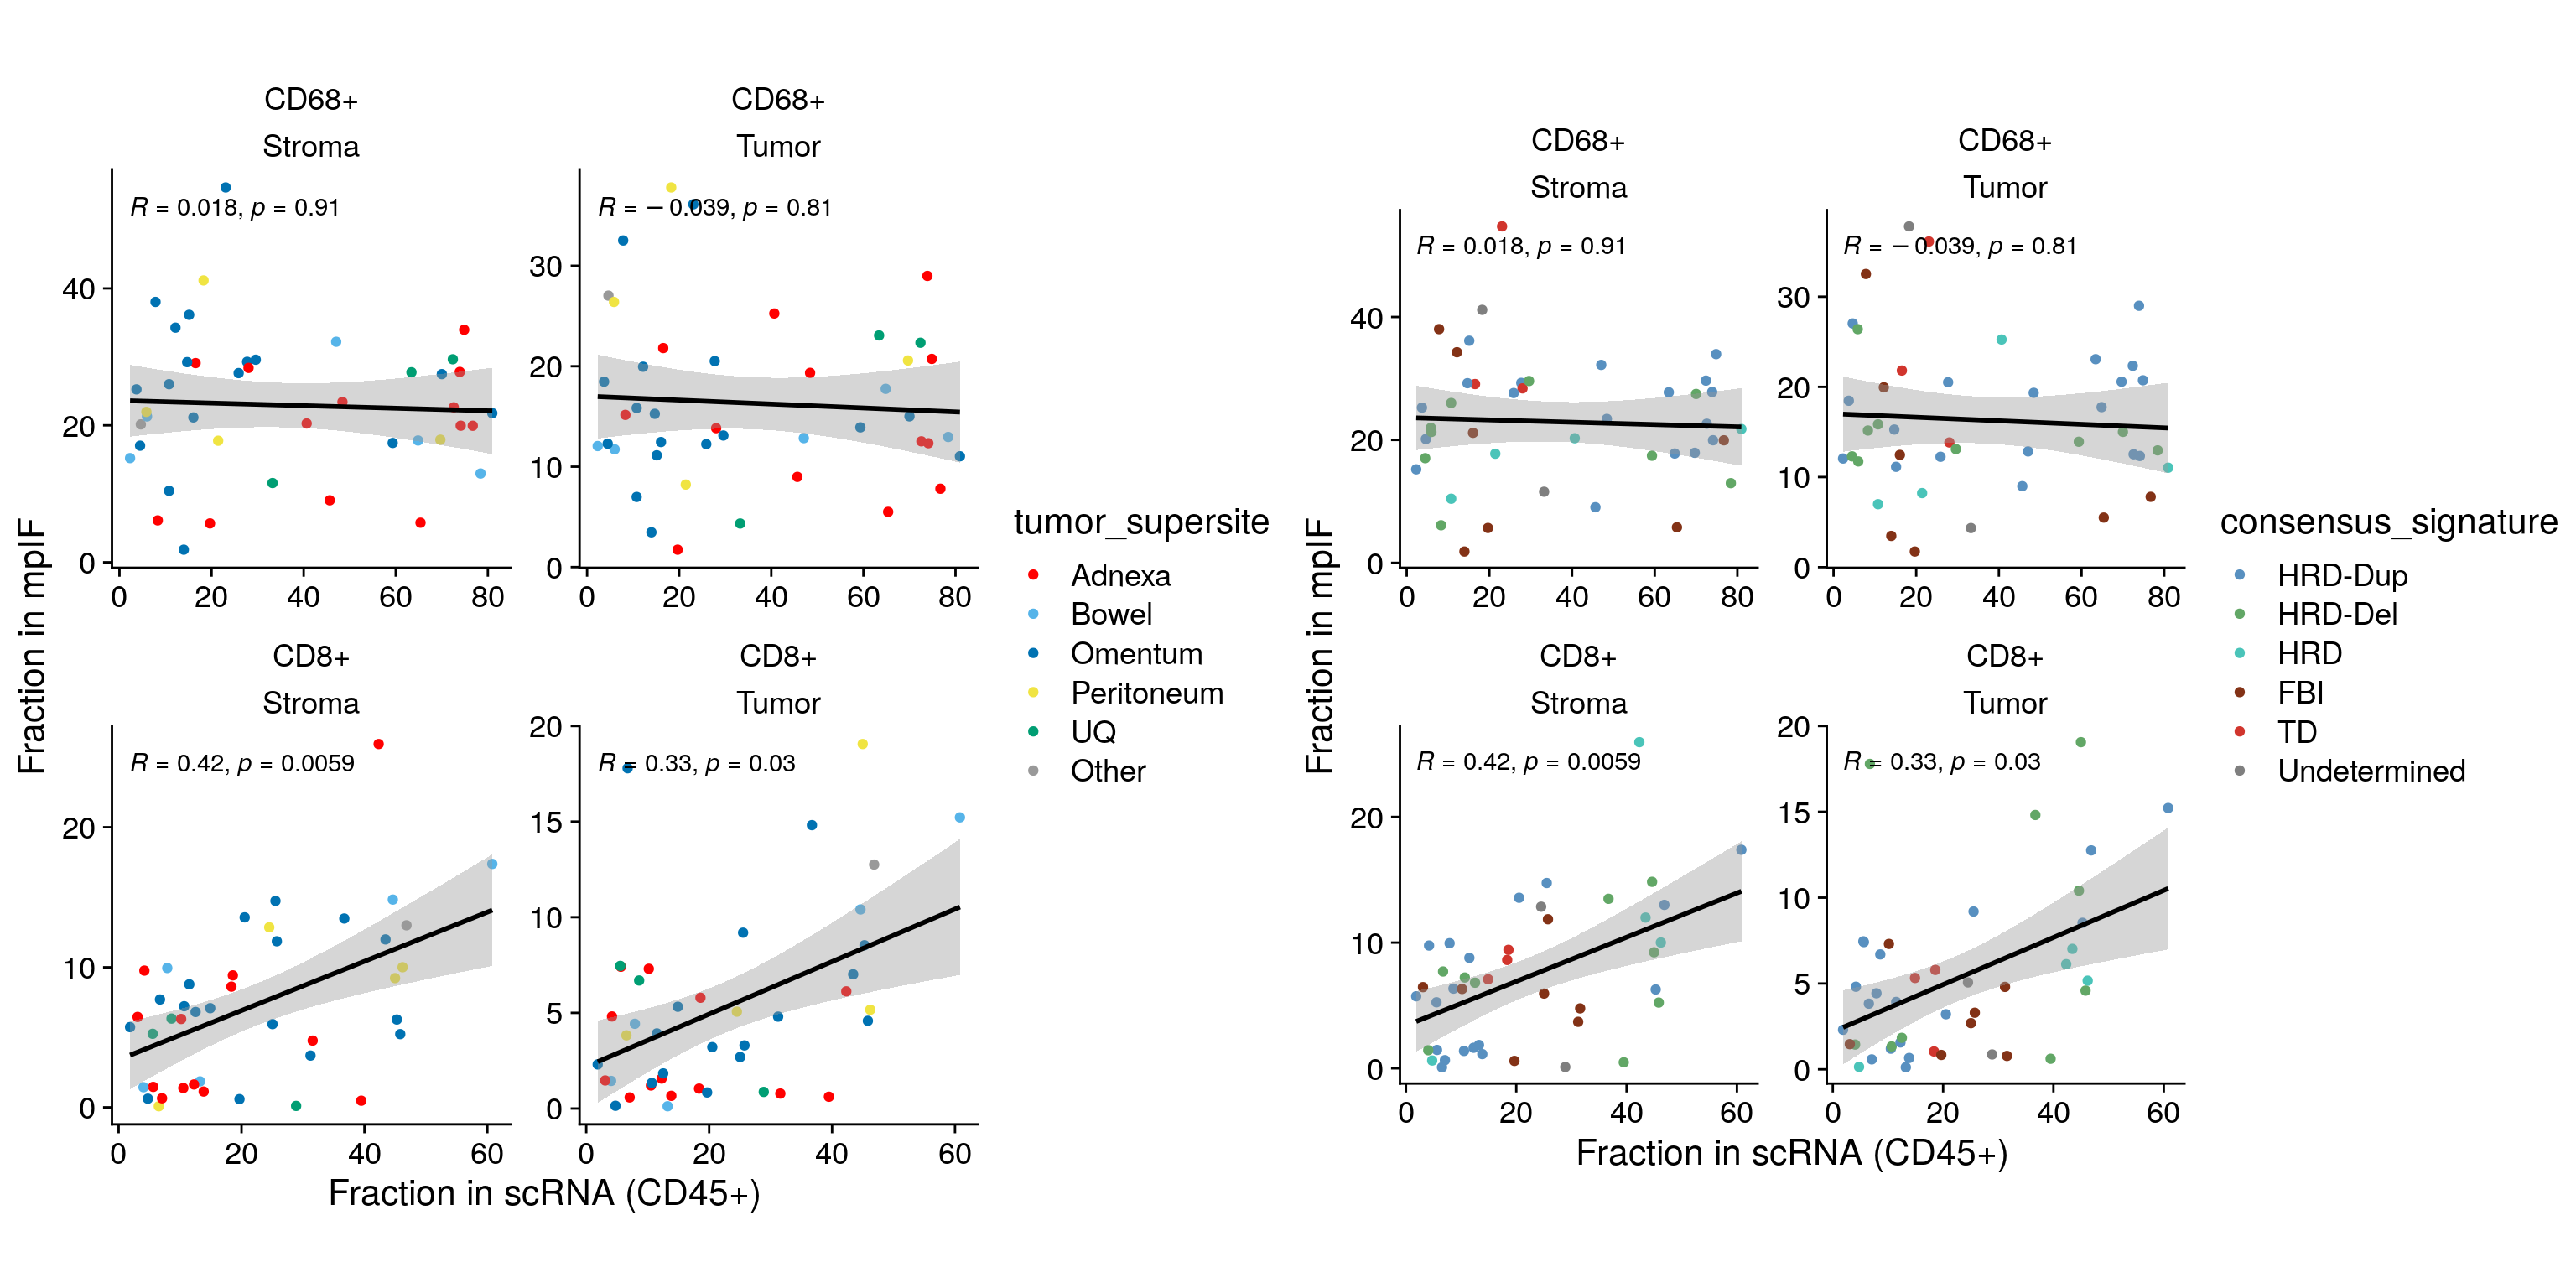 CD68+
Stroma
R = 0.018, p = 0.91
40
20
0
0 20 40 60 80
CD68+
Tumor
R = −0.039, p = 0.81
30
20
10
0
0 20 40 60 80
CD8+
Stroma
R = 0.42, p = 0.0059
20
10
0
0 20 40 60
CD8+
Tumor
R = 0.33, p = 0.03
20
15
10
5
0
0 20 40 60
Fraction in mpIF
Fraction in scRNA (CD45+)
tumor_supersite
Adnexa
Bowel
Omentum
Peritoneum
UQ
Other
CD68+
Stroma
R = 0.018, p = 0.91
40
20
0
0 20 40 60 80
CD68+
Tumor
R = −0.039, p = 0.81
30
20
10
0
0 20 40 60 80
CD8+
Stroma
R = 0.42, p = 0.0059
20
10
0
0 20 40 60
CD8+
Tumor
R = 0.33, p = 0.03
20
15
10
5
0
0 20 40 60
Fraction in mpIF
Fraction in scRNA (CD45+)
consensus_signature
HRD-Dup
HRD-Del
HRD
FBI
TD
Undetermined